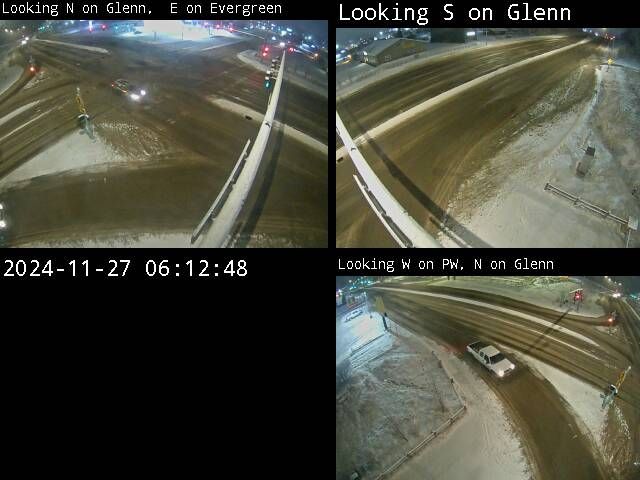 Looking N on Glenn,  E on Evergreen
Looking S on Glenn
2024-11-27 06:12:48
Looking W on PW, N on Glenn